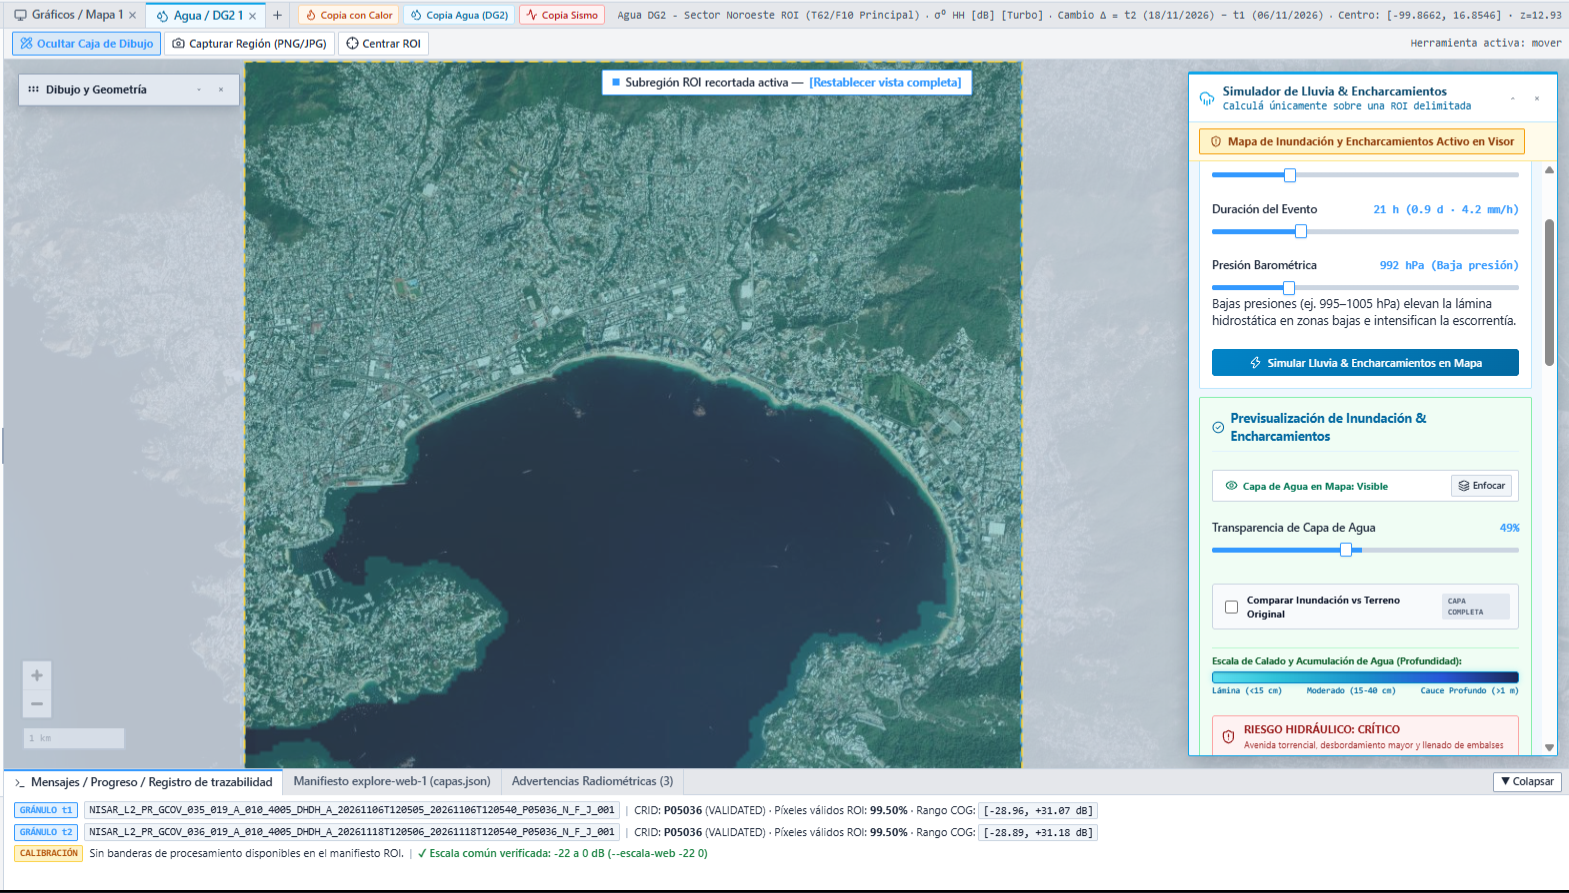 Gráficos / Mapa 1 ×
Agua / DG2 1 ×
+
Copia con Calor
Copia Agua (DG2)
Copia Sismo
Agua DG2 - Sector Noroeste ROI (T62/F10 Principal) · σ⁰ HH [dB] [Turbo] · Cambio Δ = t2 (18/11/2026) − t1 (06/11/2026) · Centro: [-99.8662, 16.8546] · z=12.93
Ocultar Caja de Dibujo
Capturar Región (PNG/JPG)
Centrar ROI
Herramienta activa: mover
Dibujo y Geometría
Subregión ROI recortada activa — [Restablecer vista completa]
Simulador de Lluvia & Encharcamientos
Calculá únicamente sobre una ROI delimitada
Mapa de Inundación y Encharcamientos Activo en Visor
Duración del Evento 21 h (0.9 d · 4.2 mm/h)
Presión Barométrica 992 hPa (Baja presión)
Bajas presiones (ej. 995–1005 hPa) elevan la lámina
hidrostática en zonas bajas e intensifican la escorrentía.
Simular Lluvia & Encharcamientos en Mapa
Previsualización de Inundación &
Encharcamientos
Capa de Agua en Mapa: Visible
Enfocar
Transparencia de Capa de Agua 49%
Comparar Inundación vs Terreno
Original
CAPA
COMPLETA
Escala de Calado y Acumulación de Agua (Profundidad):
Lámina (<15 cm) Moderado (15-40 cm) Cauce Profundo (>1 m)
RIESGO HIDRÁULICO: CRÍTICO
Avenida torrencial, desbordamiento mayor y llenado de embalses
+
−
1 km
>_ Mensajes / Progreso / Registro de trazabilidad
Manifiesto explore-web-1 (capas.json)
Advertencias Radiométricas (3)
▼ Colapsar
GRÁNULO t1 NISAR_L2_PR_GCOV_035_019_A_010_4005_DHDH_A_20261106T120505_20261106T120540_P05036_N_F_J_001 | CRID: P05036 (VALIDATED) · Píxeles válidos ROI: 99.50% · Rango COG: [-28.96, +31.07 dB]
GRÁNULO t2 NISAR_L2_PR_GCOV_036_019_A_010_4005_DHDH_A_20261118T120506_20261118T120540_P05036_N_F_J_001 | CRID: P05036 (VALIDATED) · Píxeles válidos ROI: 99.50% · Rango COG: [-28.89, +31.18 dB]
CALIBRACIÓN Sin banderas de procesamiento disponibles en el manifiesto ROI. | ✓ Escala común verificada: -22 a 0 dB (--escala-web -22 0)